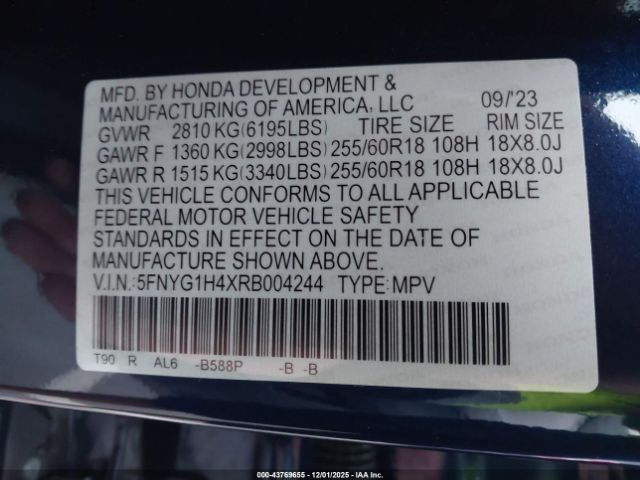 MFD. BY HONDA DEVELOPMENT &
MANUFACTURING OF AMERICA, LLC 09/'23
GVWR 2810 KG(6195LBS) TIRE SIZE RIM SIZE
GAWR F 1360 KG(2998LBS) 255/60R18 108H 18X8.0J
GAWR R 1515 KG(3340LBS) 255/60R18 108H 18X8.0J
THIS VEHICLE CONFORMS TO ALL APPLICABLE
FEDERAL MOTOR VEHICLE SAFETY
STANDARDS IN EFFECT ON THE DATE OF
MANUFACTURE SHOWN ABOVE.
V.I.N.:5FNYG1H4XRB004244 TYPE:MPV
T90 R AL6 -B588P -B -B
000-43769655 - 12/01/2025 - IAAI, Inc.